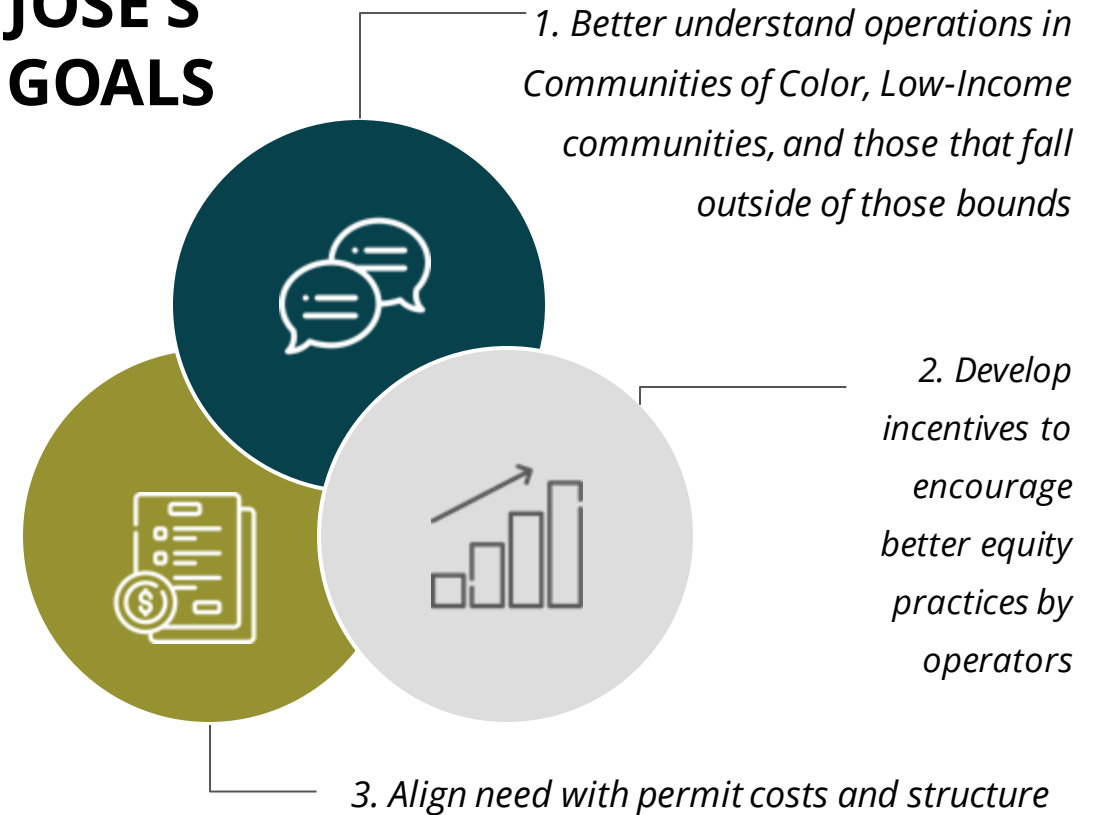 JOSE'S
GOALS
1. Better understand operations in
Communities of Color, Low-Income
communities, and those that fall
outside of those bounds
2. Develop
incentives to
encourage
better equity
practices by
operators
$
3. Align need with permit costs and structure